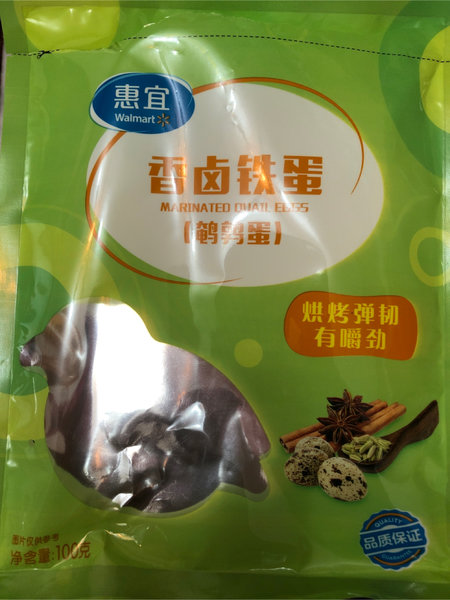 惠宜
Walmart
香卤铁蛋
MARINATED QUAIL EGGS
(鹌鹑蛋)
烘烤弹韧
有嚼劲
图片仅供参考
净含量:100克
QUALITY
品质保证
GUARANTEE